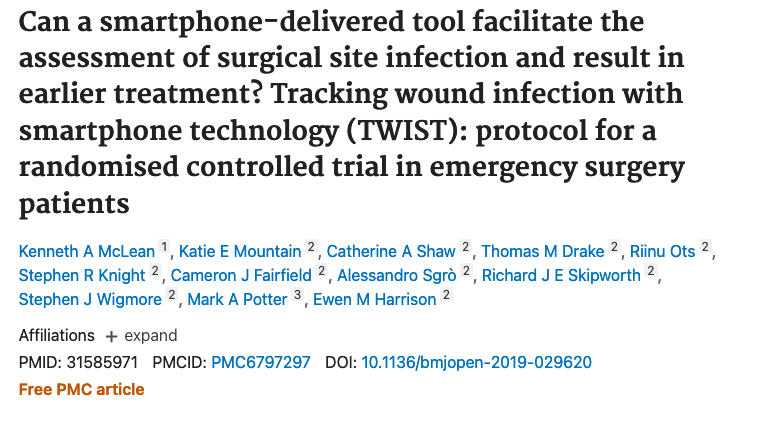 Can a smartphone-delivered tool facilitate the
assessment of surgical site infection and result in
earlier treatment? Tracking wound infection with
smartphone technology (TWIST): protocol for a
randomised controlled trial in emergency surgery
patients
Kenneth A McLean 1, Katie E Mountain 2, Catherine A Shaw 2, Thomas M Drake 2, Riinu Ots 2,
Stephen R Knight 2, Cameron J Fairfield 2, Alessandro Sgrò 2, Richard J E Skipworth 2,
Stephen J Wigmore 2, Mark A Potter 3, Ewen M Harrison 2
Affiliations + expand
PMID: 31585971 PMCID: PMC6797297 DOI: 10.1136/bmjopen-2019-029620
Free PMC article